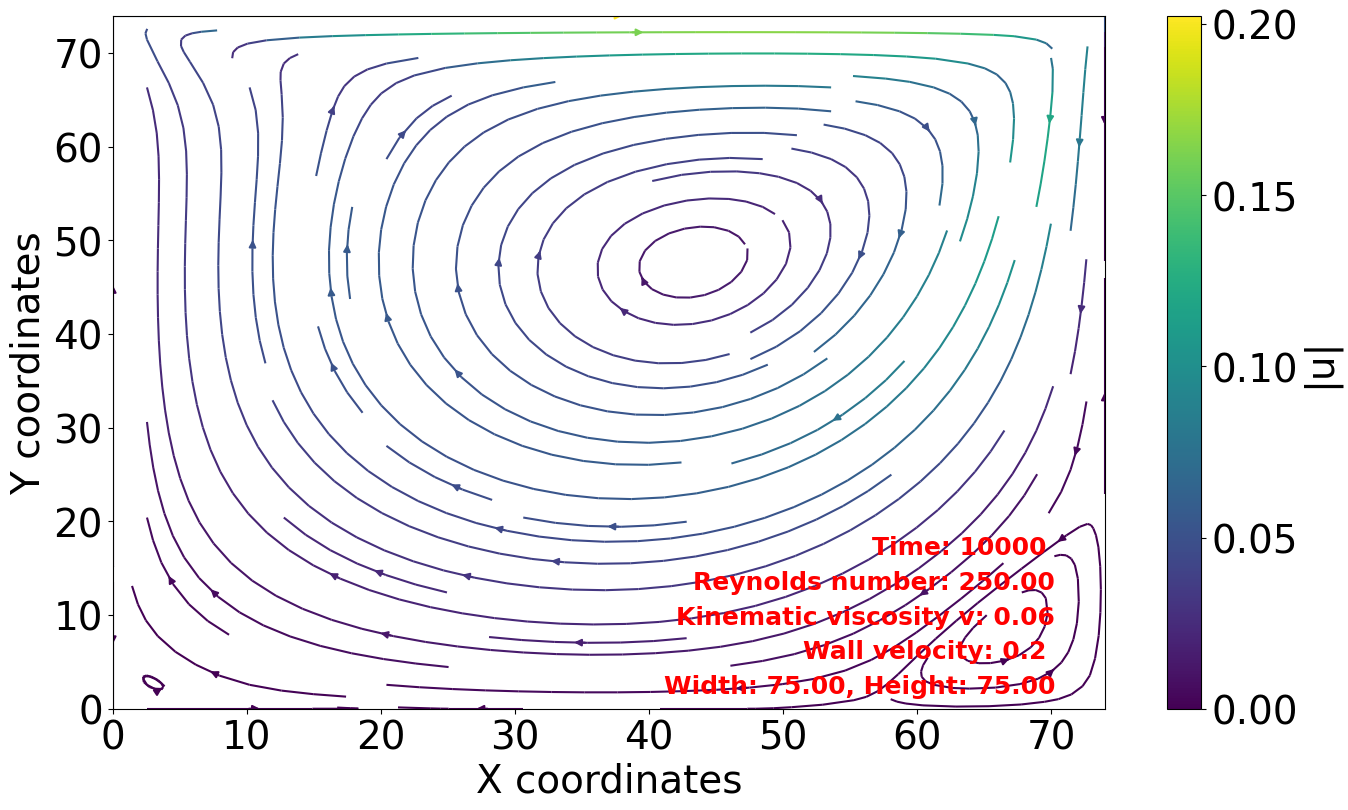 70
60
50
40
30
20
10
0
Y coordinates
0 10 20 30 40 50 60 70
X coordinates
Time: 10000
Reynolds number: 250.00
Kinematic viscosity v: 0.06
Wall velocity: 0.2
Width: 75.00, Height: 75.00
0.20
0.15
0.10
0.05
0.00
|u|